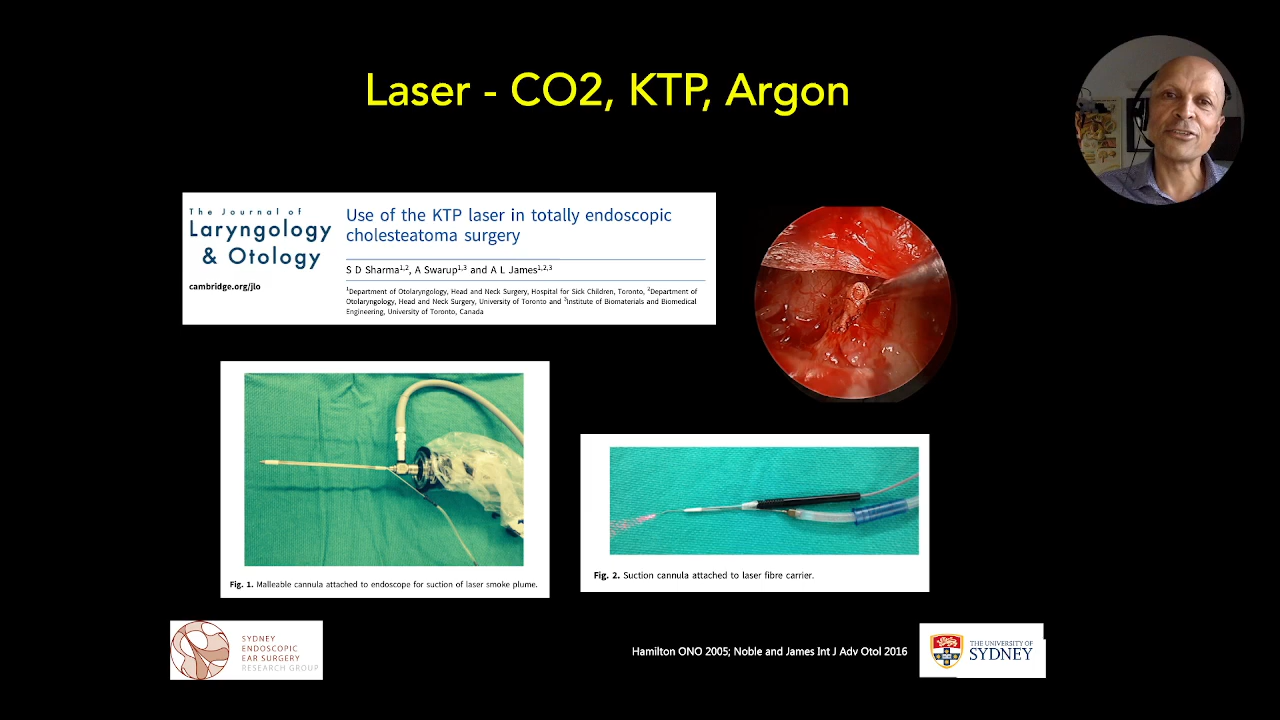 Laser - CO2, KTP, Argon
The Journal of
Laryngology
& Otology
cambridge.org/jlo
Use of the KTP laser in totally endoscopic
cholesteatoma surgery
S D Sharma1,2, A Swarup1,3 and A L James1,2,3
1Department of Otolaryngology, Head and Neck Surgery, Hospital for Sick Children, Toronto, 2Department of
Otolaryngology, Head and Neck Surgery, University of Toronto and 3Institute of Biomaterials and Biomedical
Engineering, University of Toronto, Canada
Fig. 1. Malleable cannula attached to endoscope for suction of laser smoke plume.
Fig. 2. Suction cannula attached to laser fibre carrier.
SYDNEY
ENDOSCOPIC
EAR SURGERY
RESEARCH GROUP
Hamilton ONO 2005; Noble and James Int J Adv Otol 2016
THE UNIVERSITY OF
SYDNEY